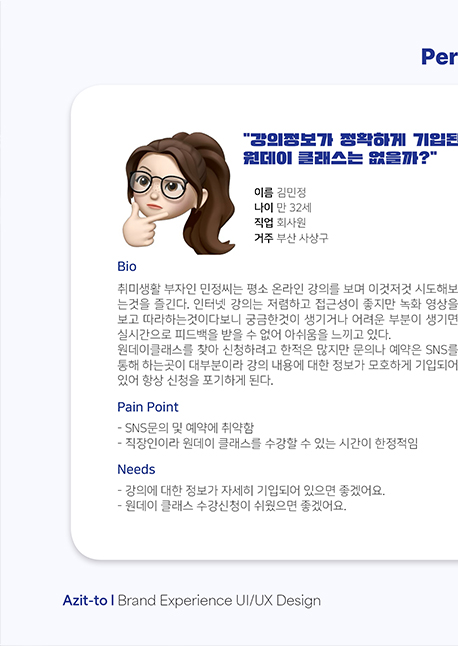 Per
"강의정보가 정확하게 기입된
원데이 클래스는 없을까?"
이름 김민정
나이 만 32세
직업 회사원
거주 부산 사상구
Bio
취미생활 부자인 민정씨는 평소 온라인 강의를 보며 이것저것 시도해보
는것을 즐긴다. 인터넷 강의는 저렴하고 접근성이 좋지만 녹화 영상을
보고 따라하는것이다보니 궁금한것이 생기거나 어려운 부분이 생기면
실시간으로 피드백을 받을 수 없어 아쉬움을 느끼고 있다.
원데이클래스를 찾아 신청하려고 한적은 많지만 문의나 예약은 SNS를
통해 하는곳이 대부분이라 강의 내용에 대한 정보가 모호하게 기입되어
있어 항상 신청을 포기하게 된다.
Pain Point
- SNS문의 및 예약에 취약함
- 직장인이라 원데이 클래스를 수강할 수 있는 시간이 한정적임
Needs
- 강의에 대한 정보가 자세히 기입되어 있으면 좋겠어요.
- 원데이 클래스 수강신청이 쉬웠으면 좋겠어요.
Azit-to | Brand Experience UI/UX Design